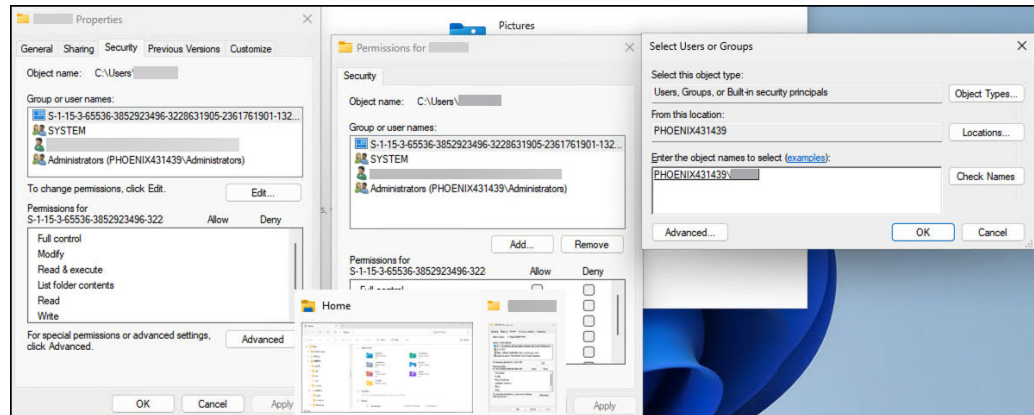 Properties
General Sharing Security Previous Versions Customize
Object name: C:\Users\
Group or user names:
S-1-15-3-65536-3852923496-3228631905-2361761901-132...
SYSTEM
Administrators (PHOENIX431439\Administrators)
To change permissions, click Edit.
Edit...
Permissions for
S-1-15-3-65536-3852923496-322
Allow Deny
Full control
Modify
Read & execute
List folder contents
Read
Write
For special permissions or advanced settings,
click Advanced.
Advanced
OK Cancel Apply
Pictures
Permissions for
Security
Object name: C:\Users\
Group or user names:
S-1-15-3-65536-3852923496-3228631905-2361761901-132...
SYSTEM
Administrators (PHOENIX431439\Administrators)
Add... Remove
Permissions for
S-1-15-3-65536-3852923496-322
Allow Deny
Full control
Home
Apply
Select Users or Groups
Select this object type:
Users, Groups, or Built-in security principals
Object Types...
From this location:
PHOENIX431439
Locations...
Enter the object names to select (examples):
PHOENIX431439\
Check Names
Advanced...
OK Cancel